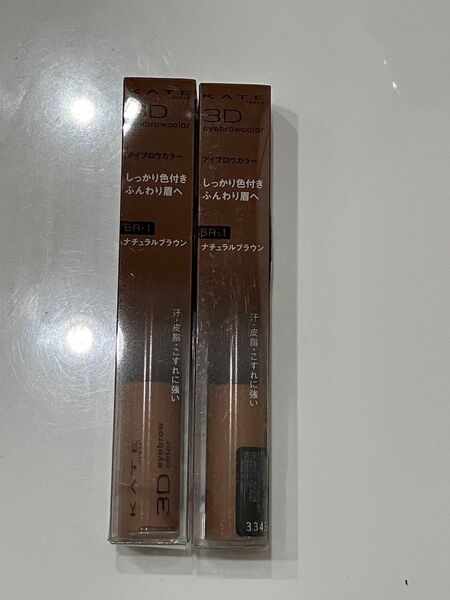 KATE
TOKYO
3D
eyebrowcolor
アイブロウカラー
しっかり色付き
ふんわり眉へ
BR-1
ナチュラルブラウン
汗・皮脂・こすれに強い
KATE
3D eyebrow
color
KATE
TOKYO
3D
eyebrowcolor
アイブロウカラー
しっかり色付き
ふんわり眉へ
BR-1
ナチュラルブラウン
汗・皮脂・こすれに強い
334